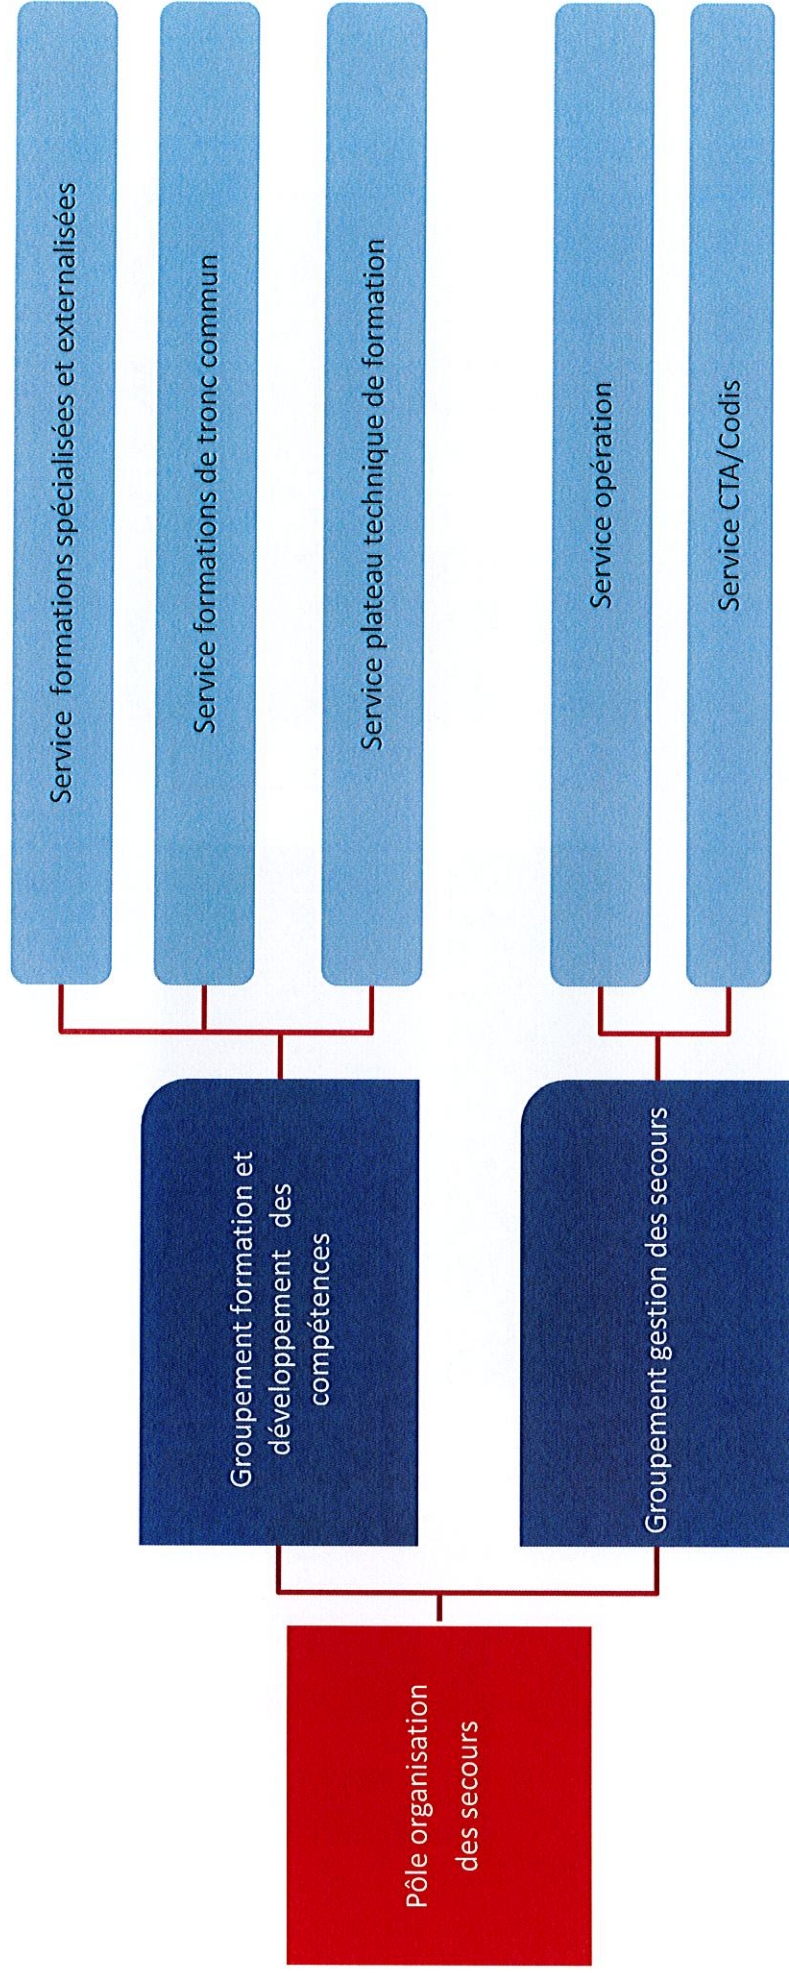 Pôle organisation
des secours
Groupement formation et
développement des
compétences
Service formations spécialisées et externalisées
Service formations de tronc commun
Service plateau technique de formation
Groupement gestion des secours
Service opération
Service CTA/Codis